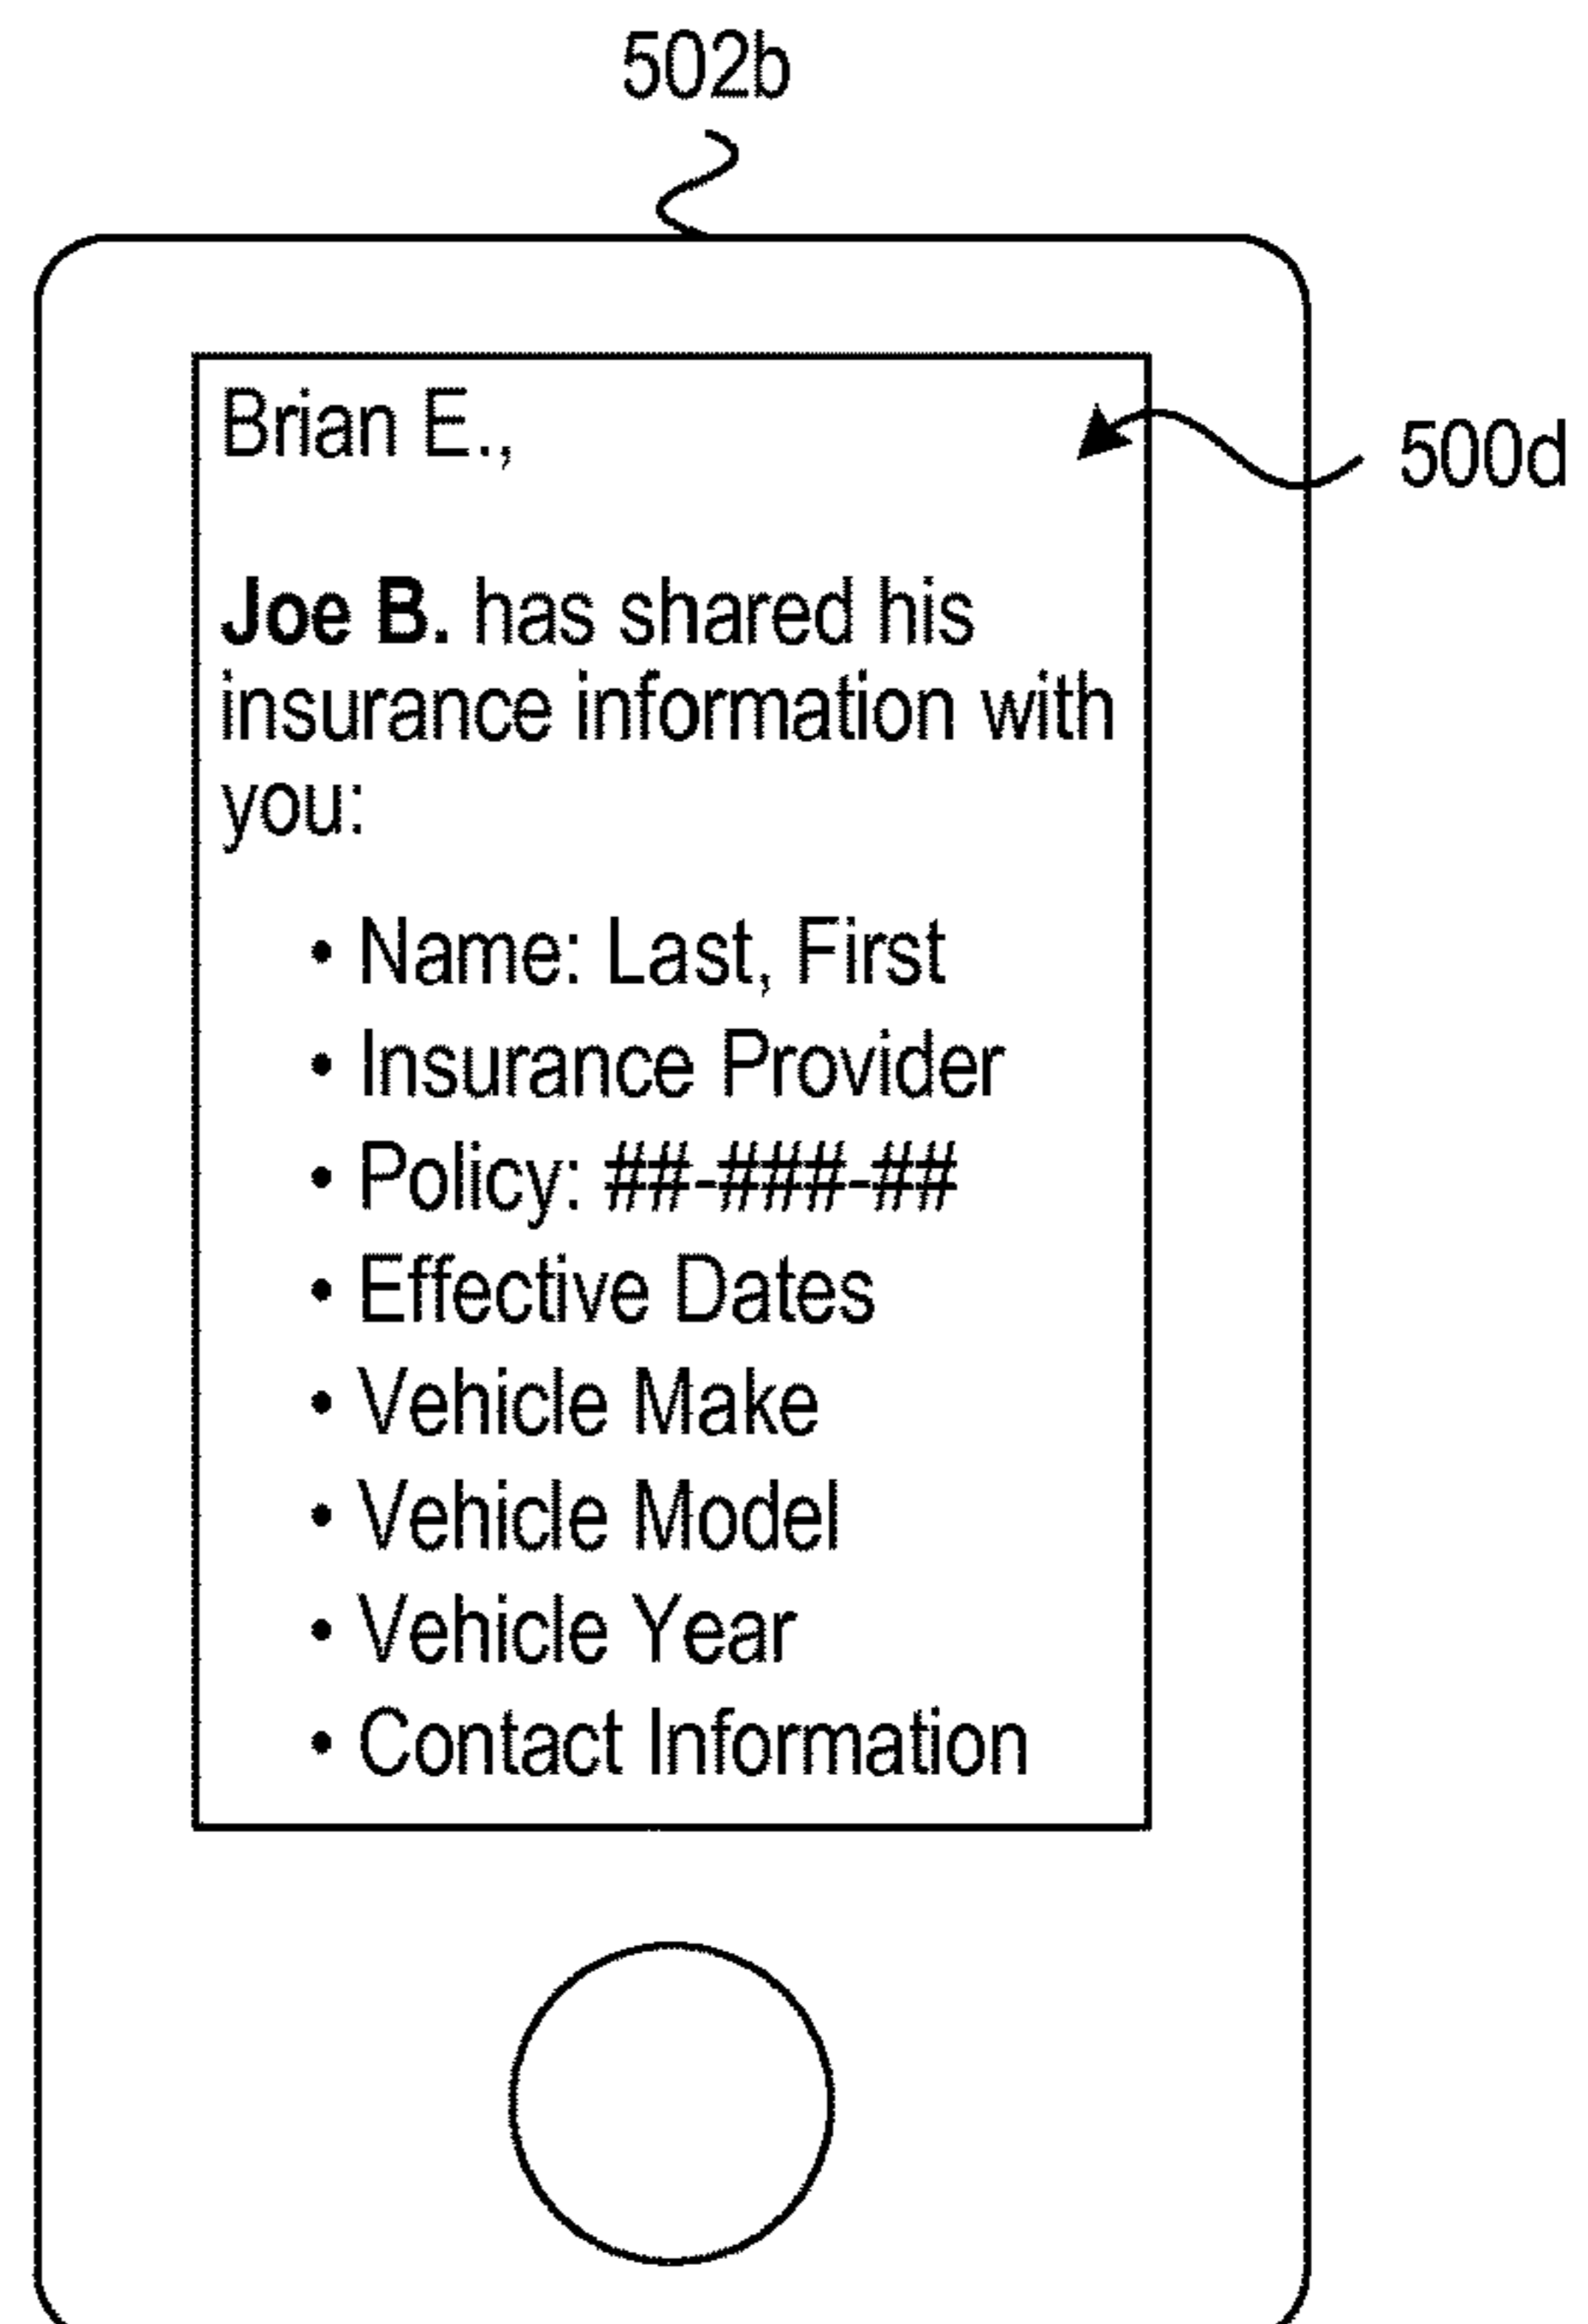 502b
Brian E.,
500d
Joe B. has shared his
insurance information with
you:
• Name: Last, First
• Insurance Provider
• Policy: ##-###-##
• Effective Dates
• Vehicle Make
• Vehicle Model
• Vehicle Year
• Contact Information